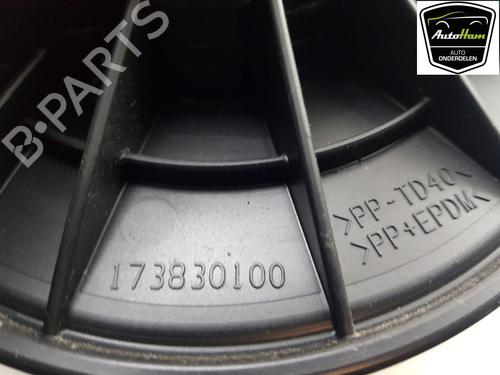 AutoHam
AUTO
ONDERDELEN
B-PARTS
>PP-TD40<
>PP+EPDM<
173830100